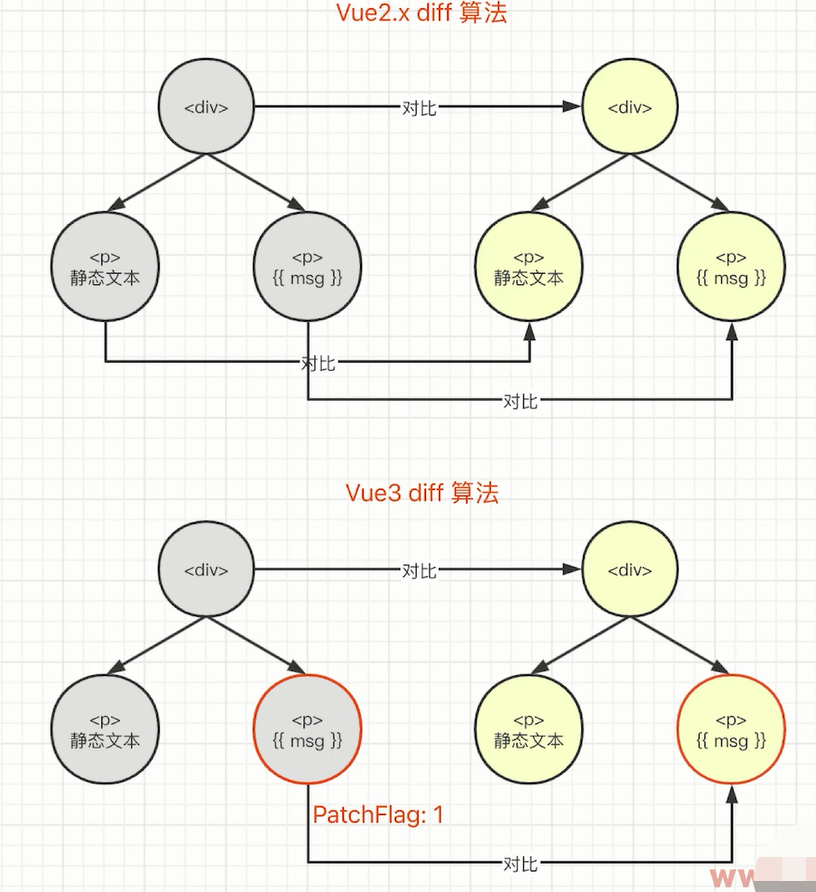 Vue2.x diff 算法
<div>
对比
<div>
<p>
静态文本
<p>
{{ msg }}
<p>
静态文本
<p>
{{ msg }}
对比
对比
Vue3 diff 算法
<div>
对比
<div>
<p>
静态文本
<p>
{{ msg }}
<p>
静态文本
<p>
{{ msg }}
PatchFlag: 1
对比